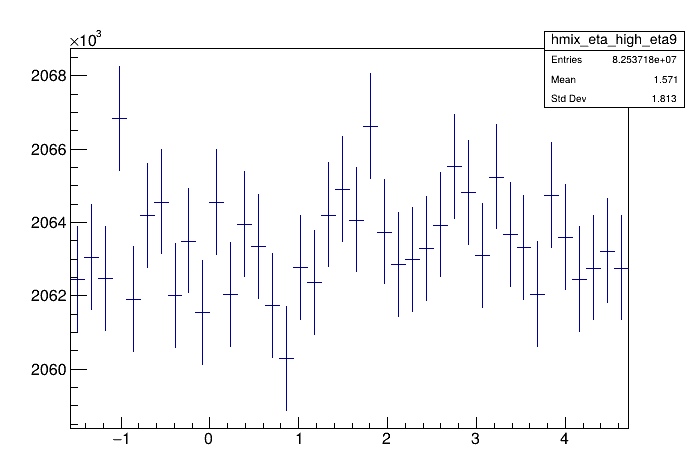 ×10³
hmix_eta_high_eta9
Entries 8.253718e+07
Mean 1.571
Std Dev 1.813
2068
2066
2064
2062
2060
−1 0 1 2 3 4